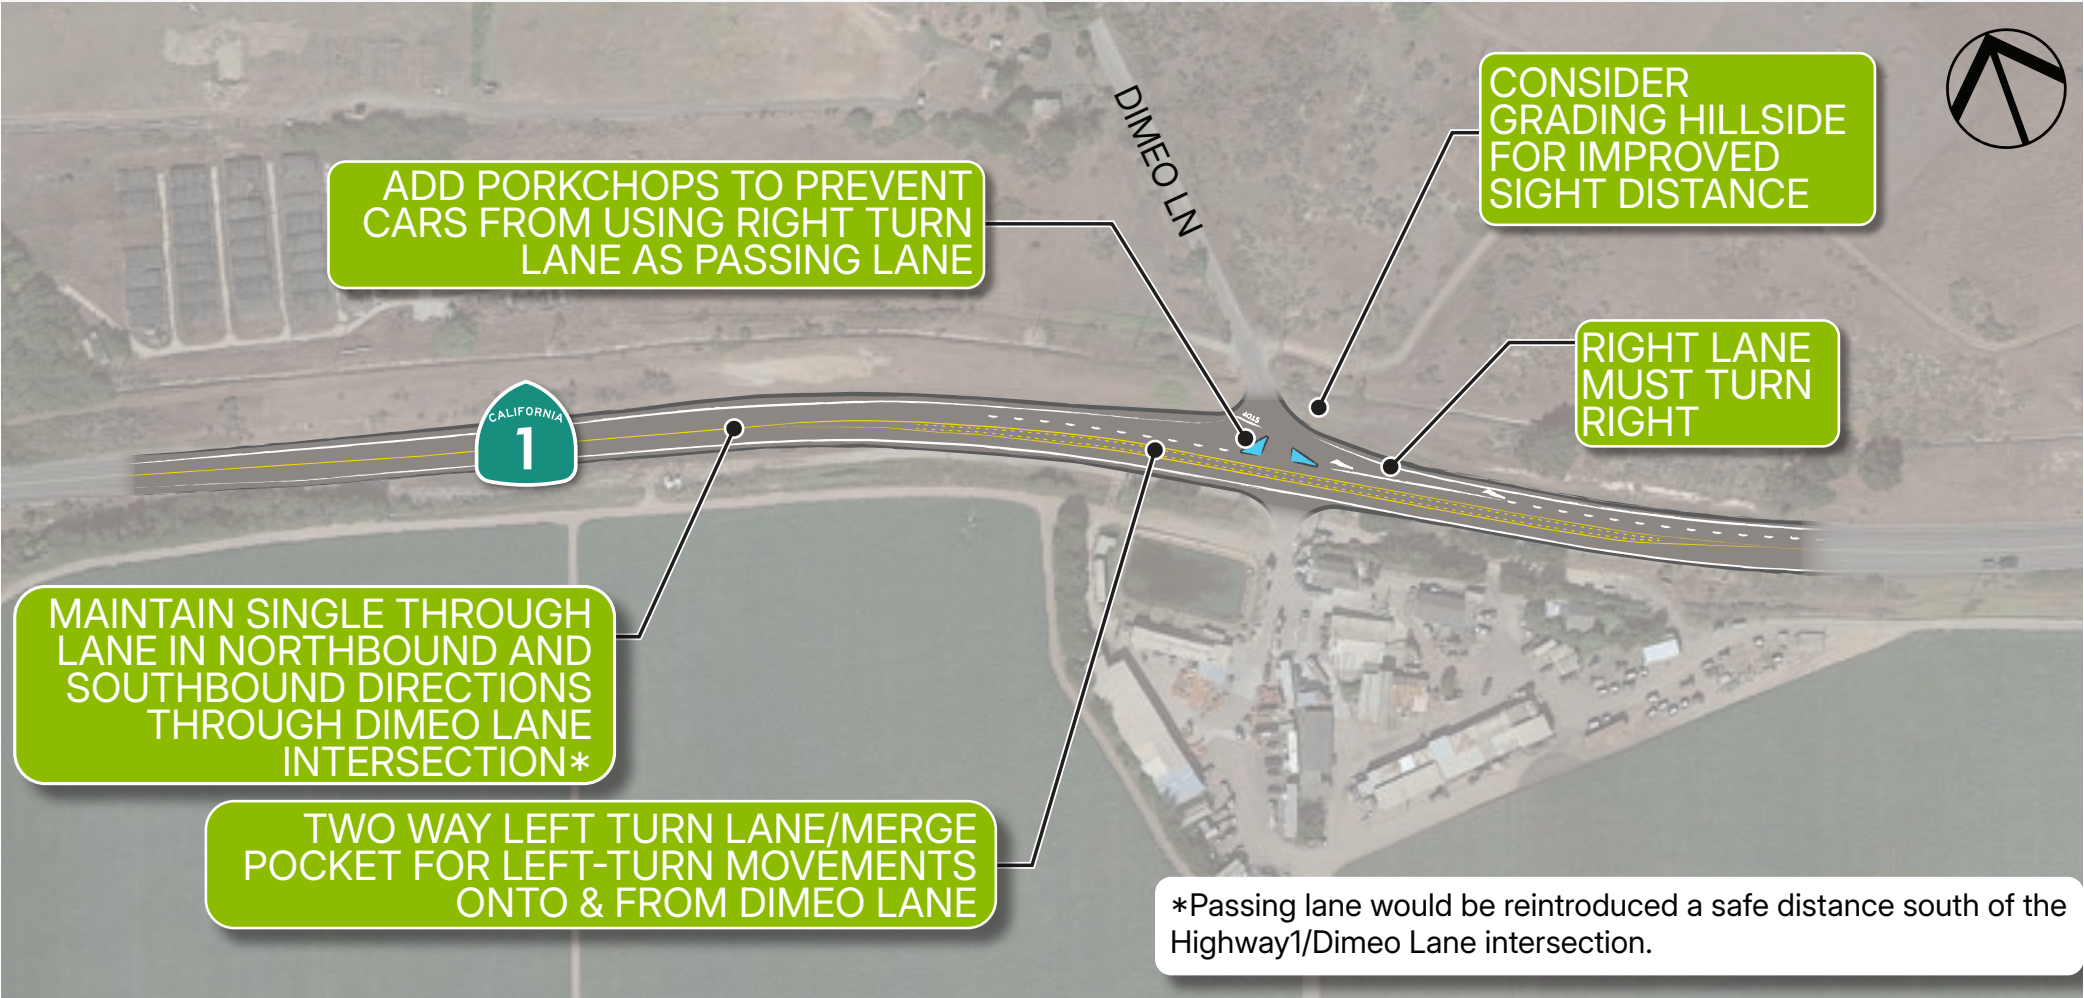 DIMEO LN
CONSIDER
GRADING HILLSIDE
FOR IMPROVED
SIGHT DISTANCE
ADD PORKCHOPS TO PREVENT
CARS FROM USING RIGHT TURN
LANE AS PASSING LANE
RIGHT LANE
MUST TURN
RIGHT
CALIFORNIA
1
STOP
MAINTAIN SINGLE THROUGH
LANE IN NORTHBOUND AND
SOUTHBOUND DIRECTIONS
THROUGH DIMEO LANE
INTERSECTION*
TWO WAY LEFT TURN LANE/MERGE
POCKET FOR LEFT-TURN MOVEMENTS
ONTO & FROM DIMEO LANE
*Passing lane would be reintroduced a safe distance south of the
Highway1/Dimeo Lane intersection.